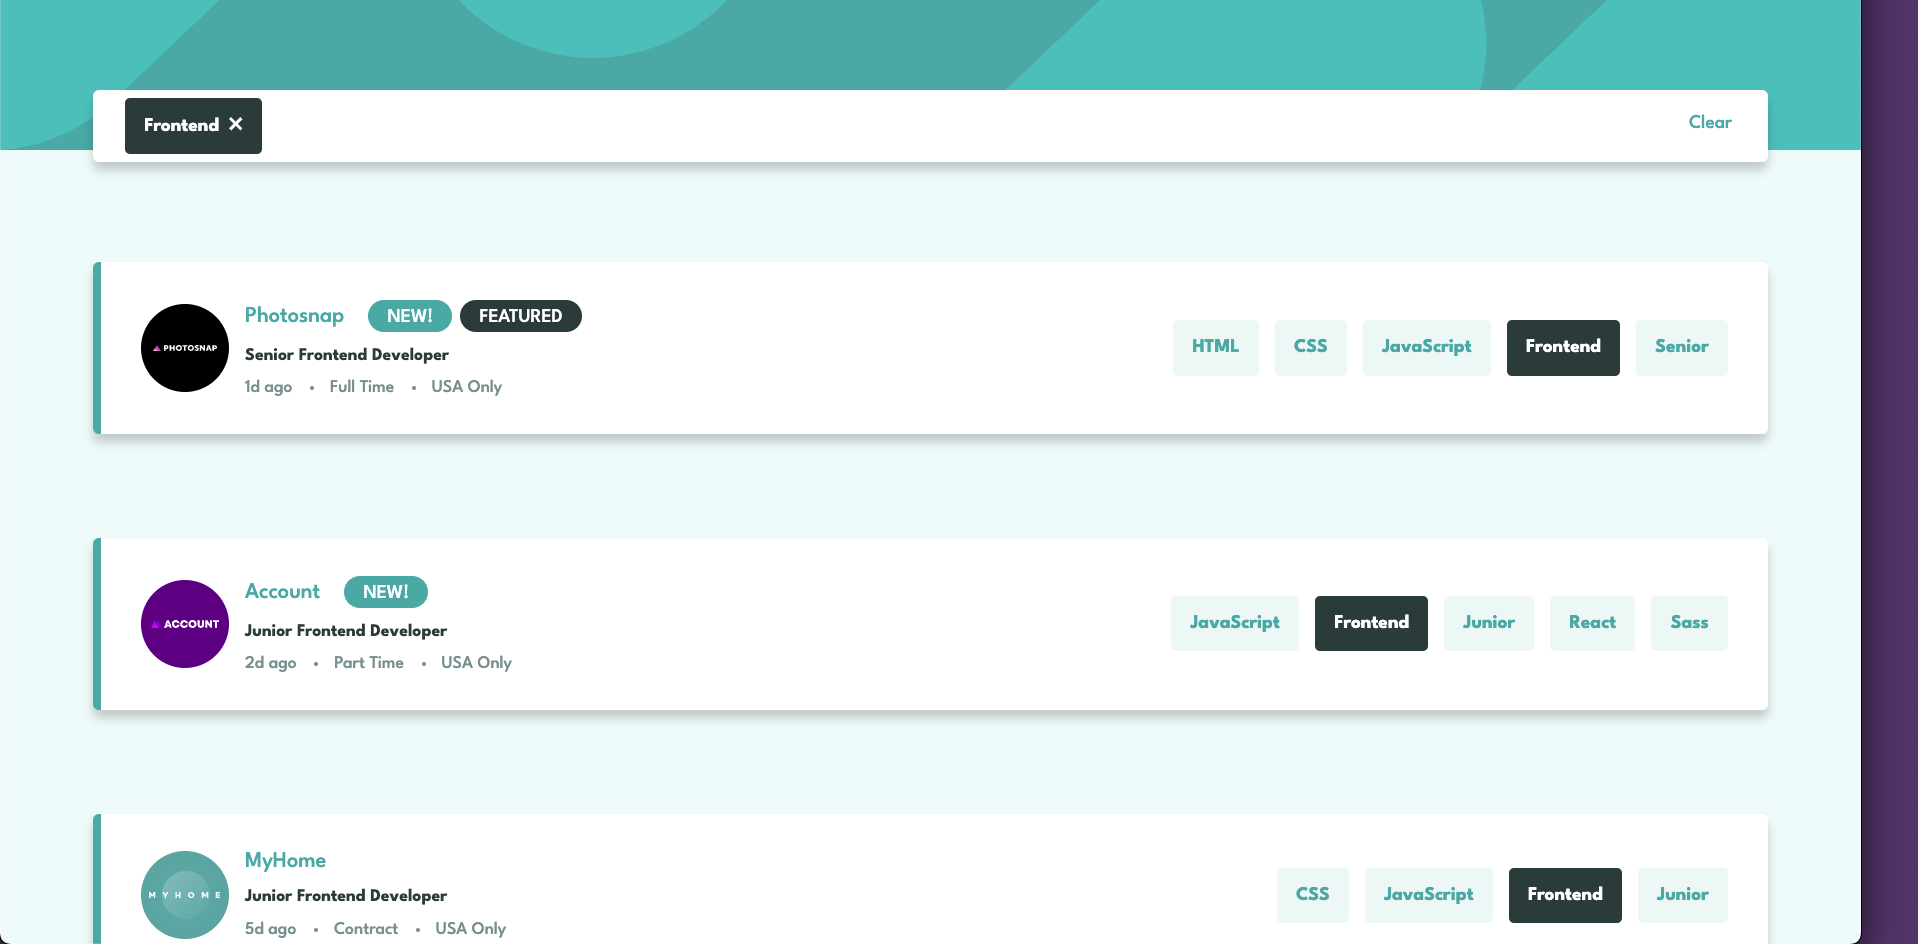 Frontend ✕ Clear
PHOTOSNAP
Photosnap NEW! FEATURED
Senior Frontend Developer
1d ago • Full Time • USA Only
HTML CSS JavaScript Frontend Senior
ACCOUNT
Account NEW!
Junior Frontend Developer
2d ago • Part Time • USA Only
JavaScript Frontend Junior React Sass
MYHOME
MyHome
Junior Frontend Developer
5d ago • Contract • USA Only
CSS JavaScript Frontend Junior